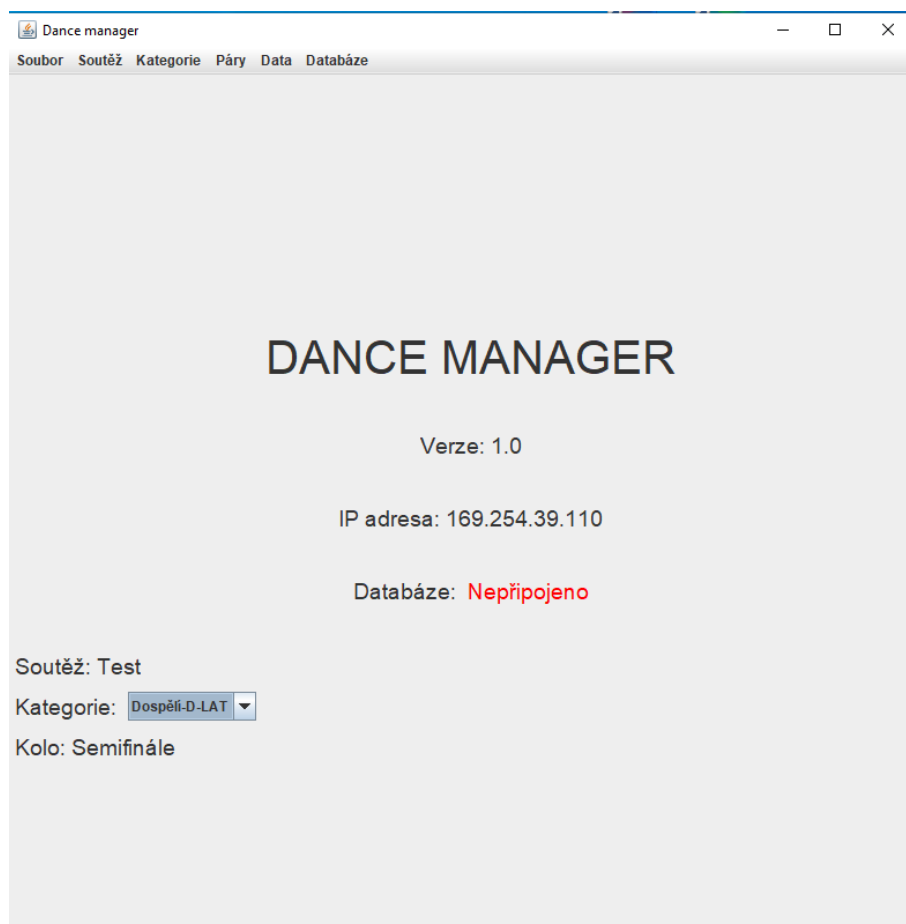 Dance manager
Soubor Soutěž Kategorie Páry Data Databáze
DANCE MANAGER
Verze: 1.0
IP adresa: 169.254.39.110
Databáze: Nepřipojeno
Soutěž: Test
Kategorie: Dospělí-D-LAT
Kolo: Semifinále